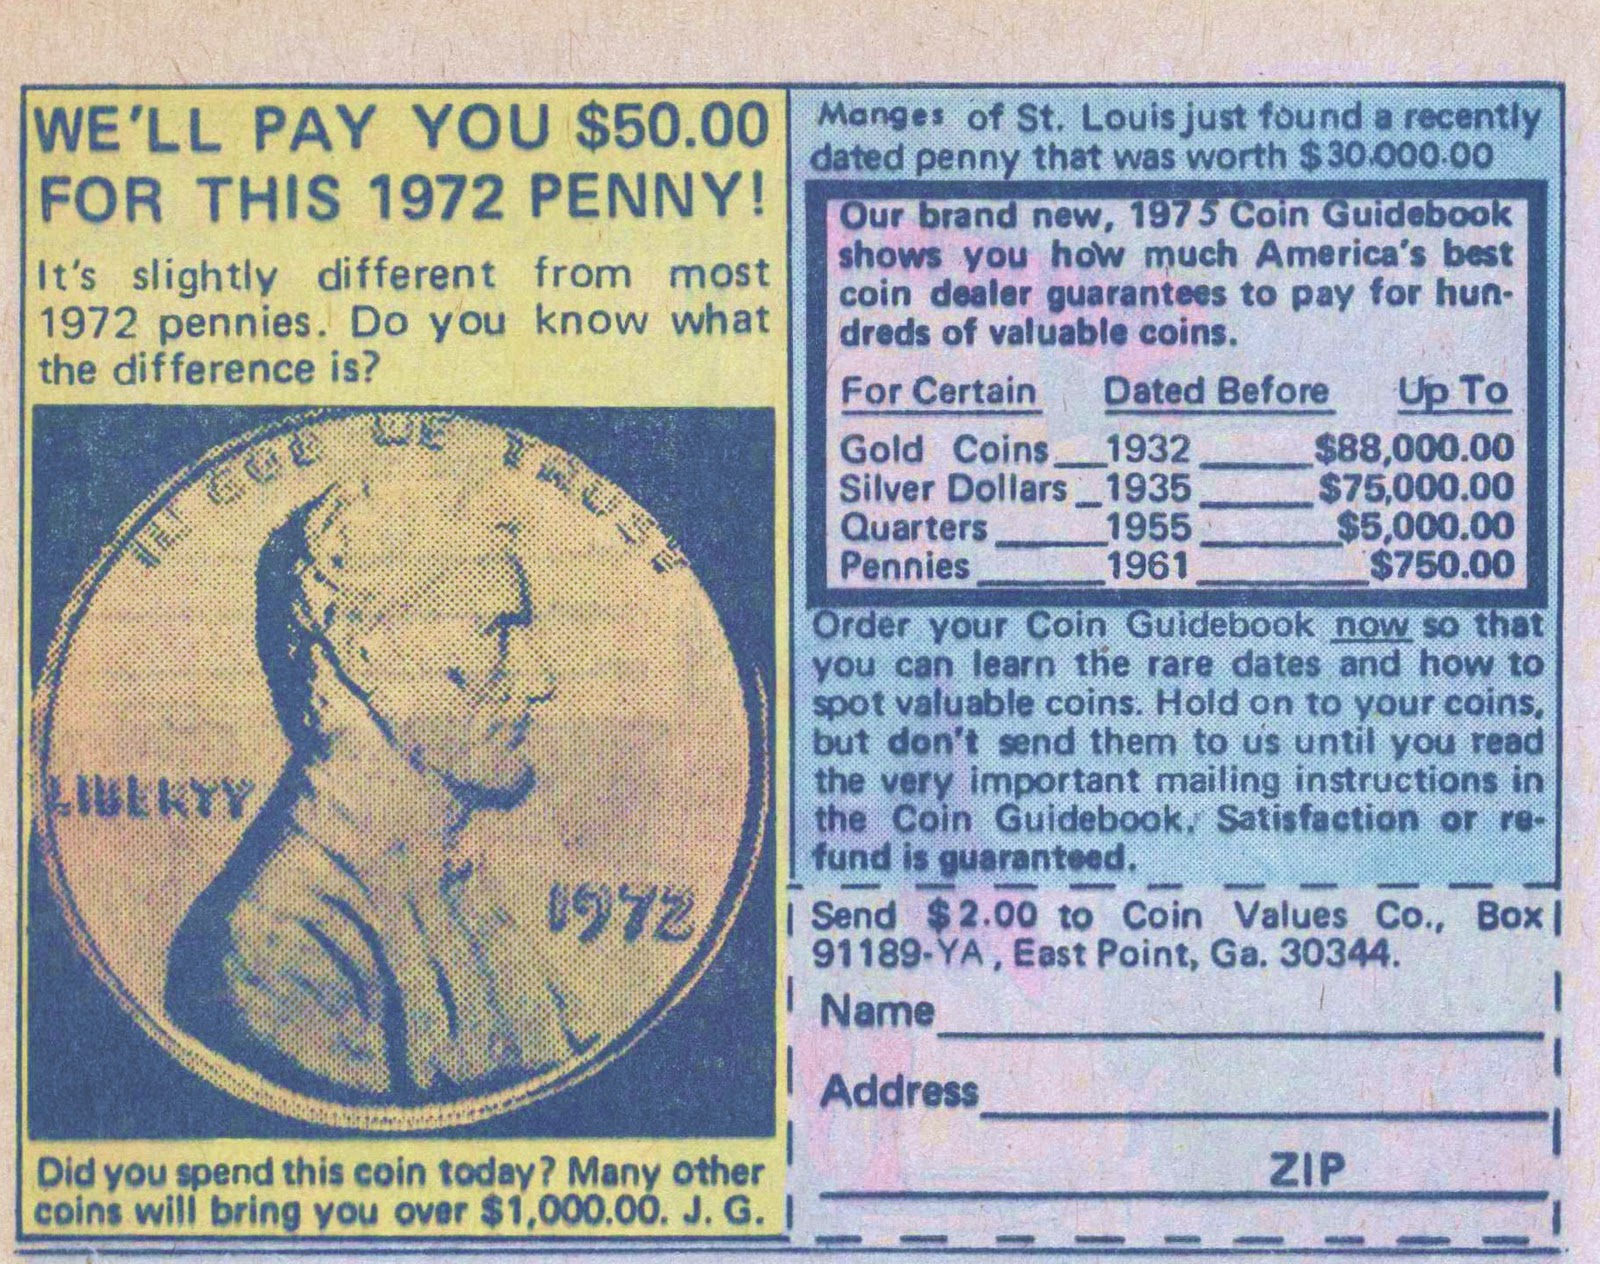 WE'LL PAY YOU $50.00
FOR THIS 1972 PENNY!
It's slightly different from most
1972 pennies. Do you know what
the difference is?
IN GOD WE TRUST
LIBERTY
1972
Did you spend this coin today? Many other
coins will bring you over $1,000.00. J. G.
Manges of St. Louis just found a recently
dated penny that was worth $30.000.00
Our brand new, 1975 Coin Guidebook
shows you how much America's best
coin dealer guarantees to pay for hun-
dreds of valuable coins.
For Certain Dated Before Up To
Gold Coins 1932 $88,000.00
Silver Dollars 1935 $75,000.00
Quarters 1955 $5,000.00
Pennies 1961 $750.00
Order your Coin Guidebook now so that
you can learn the rare dates and how to
spot valuable coins. Hold on to your coins,
but don't send them to us until you read
the very important mailing instructions in
the Coin Guidebook. Satisfaction or re-
fund is guaranteed.
Send $2.00 to Coin Values Co., Box
91189-YA, East Point, Ga. 30344.
Name
Address
ZIP